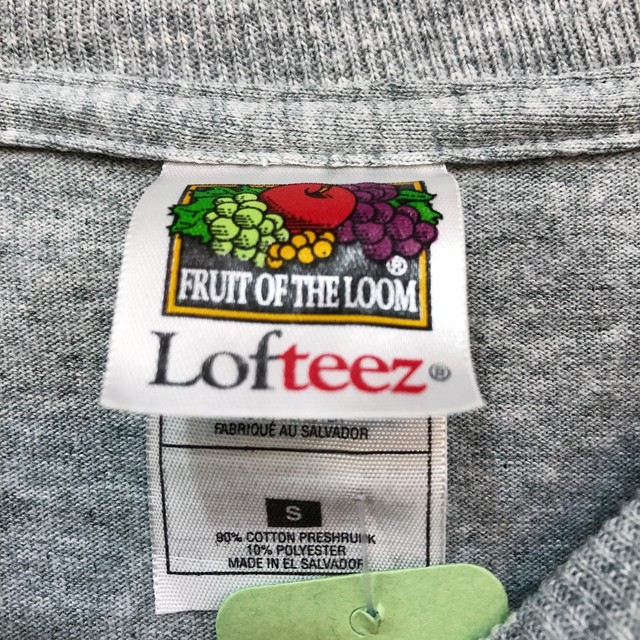 FRUIT OF THE LOOM ®
Lofteez®
FABRIQUÉ AU SALVADOR
S
90% COTTON PRESHRUNK
10% POLYESTER
MADE IN EL SALVADOR